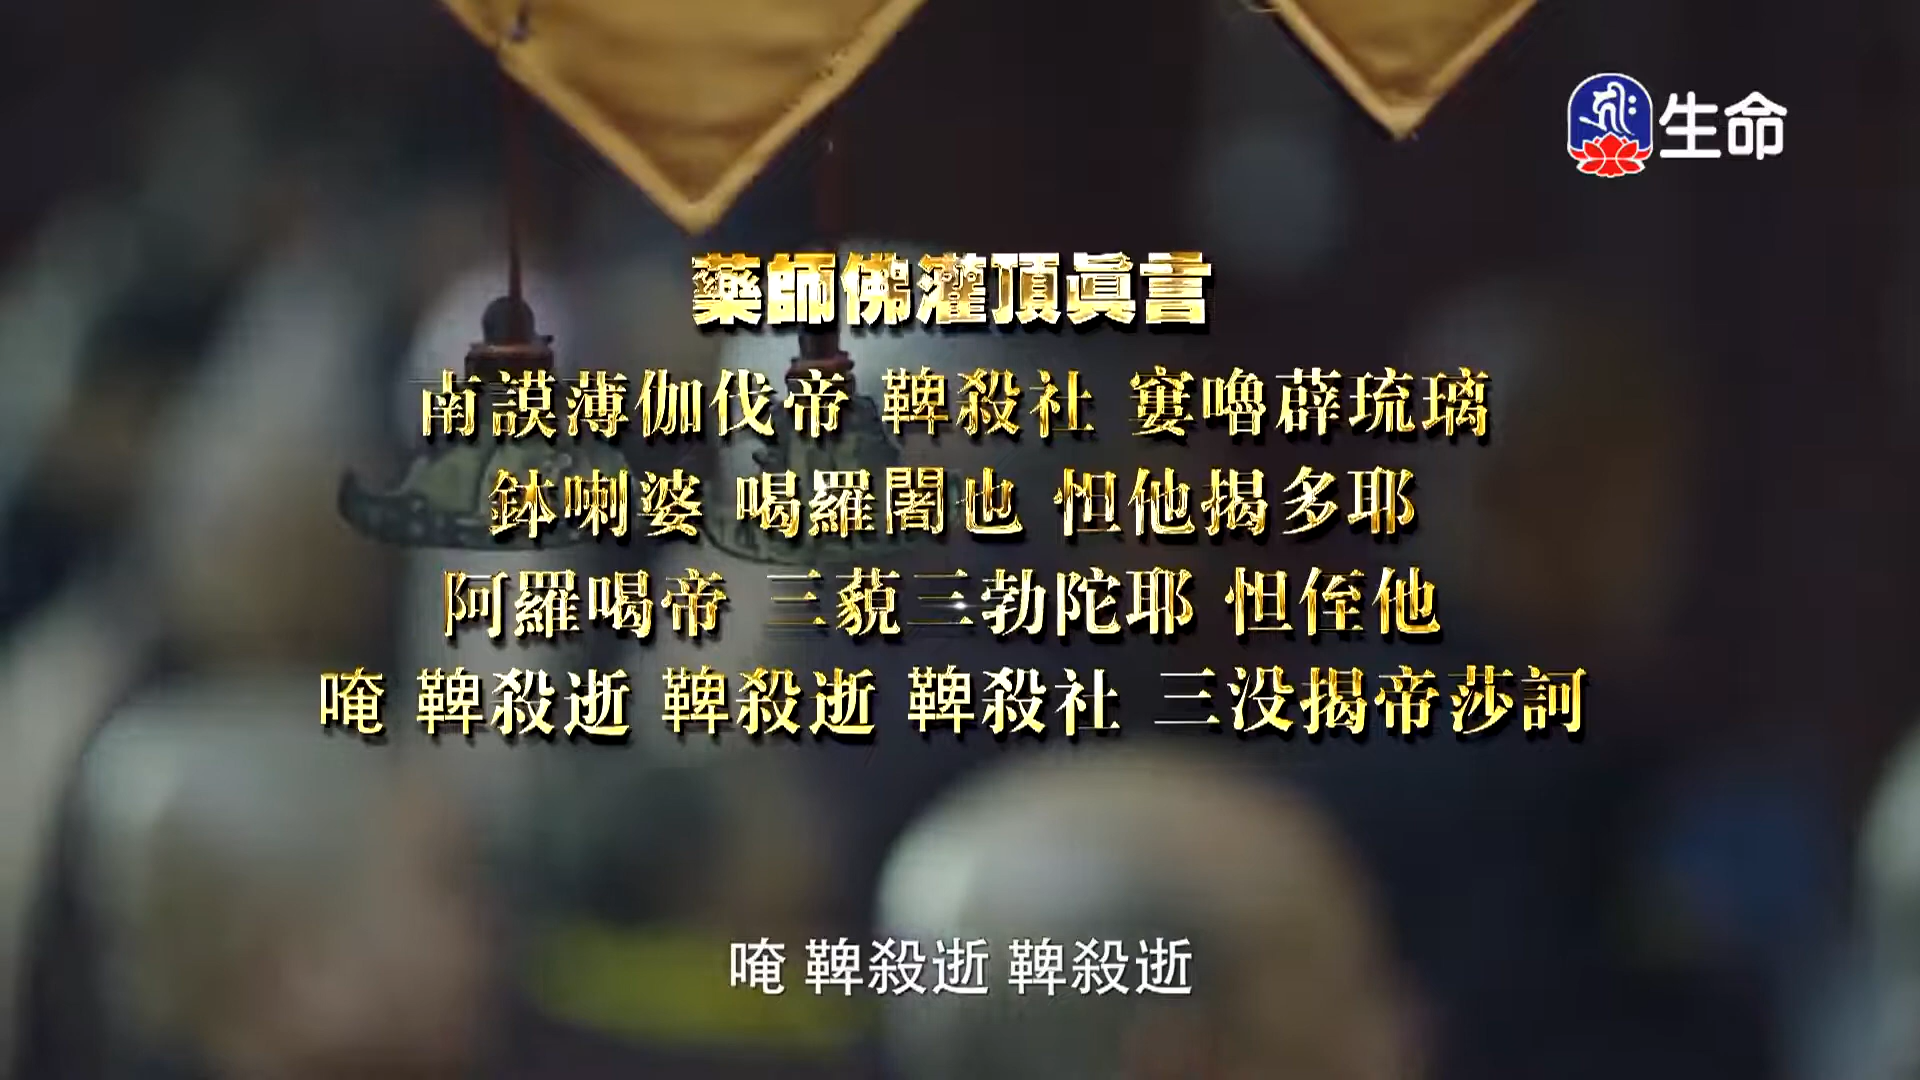 生命
藥師佛灌頂眞言
南謨薄伽伐帝 鞞殺社 窶嚕薜琉璃
鉢喇婆 喝羅闍也 怛他揭多耶
阿羅喝帝 三藐三勃陀耶 怛侄他
唵 鞞殺逝 鞞殺逝 鞞殺社 三没揭帝莎訶
唵 鞞殺逝 鞞殺逝